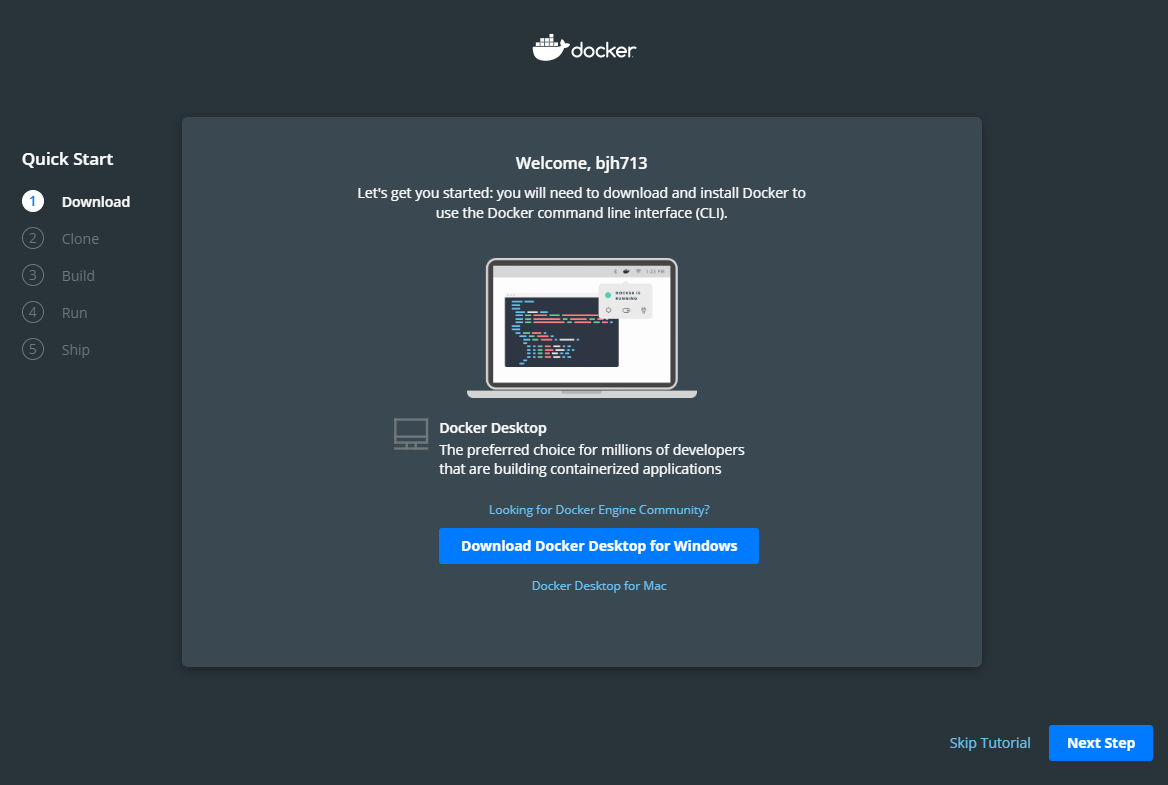 docker
Quick Start
1 Download
2 Clone
3 Build
4 Run
5 Ship
Welcome, bjh713
Let's get you started: you will need to download and install Docker to
use the Docker command line interface (CLI).
1:45 PM
DOCKER IS
RUNNING
Docker Desktop
The preferred choice for millions of developers
that are building containerized applications
Looking for Docker Engine Community?
Download Docker Desktop for Windows
Docker Desktop for Mac
Skip Tutorial
Next Step